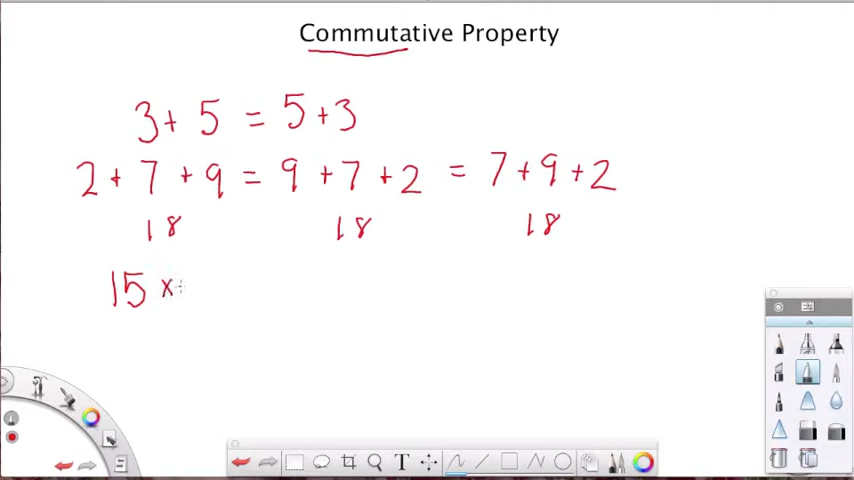 Commutative Property
3 + 5 = 5 + 3
2 + 7 + 9 = 9 + 7 + 2 = 7 + 9 + 2
18 18 18
15 x
T